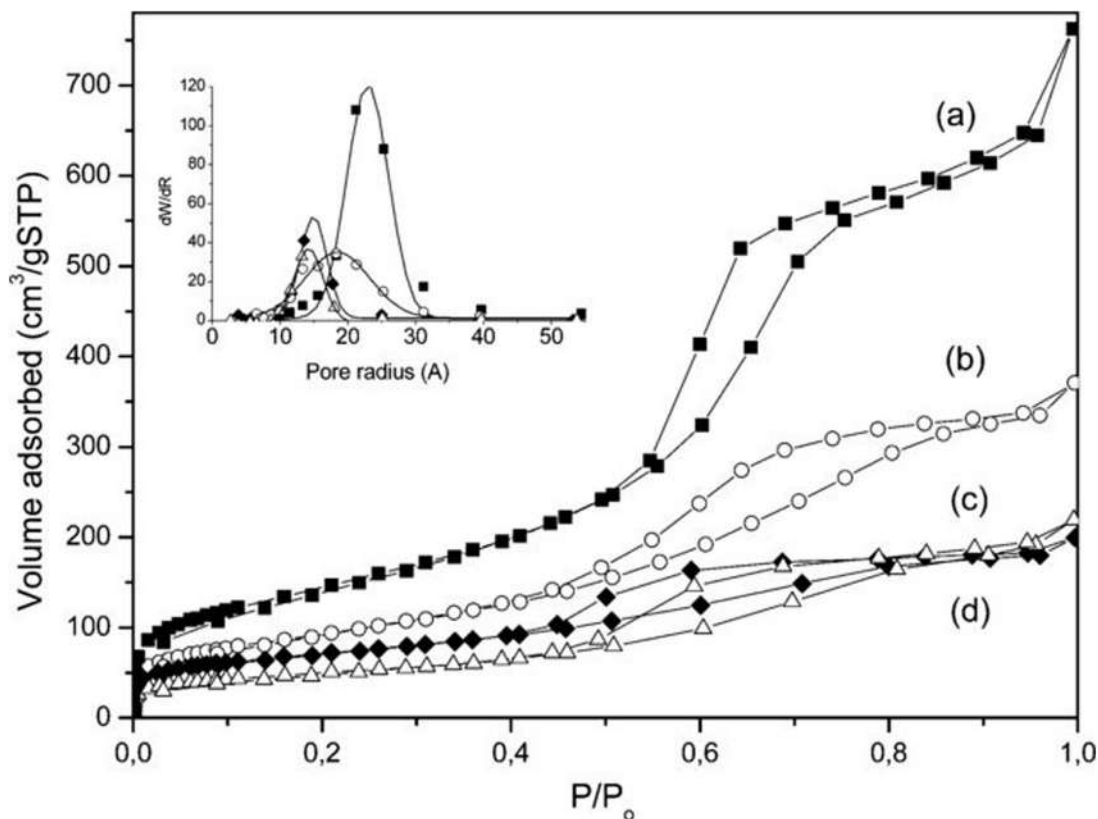 700
600
500
400
300
200
100
0
Volume adsorbed (cm³/gSTP)
120
100
80
60
40
20
0
dW/dR
0 10 20 30 40 50
Pore radius (A)
(a)
(b)
(c)
(d)
0,0 0,2 0,4 0,6 0,8 1,0
P/Pₒ